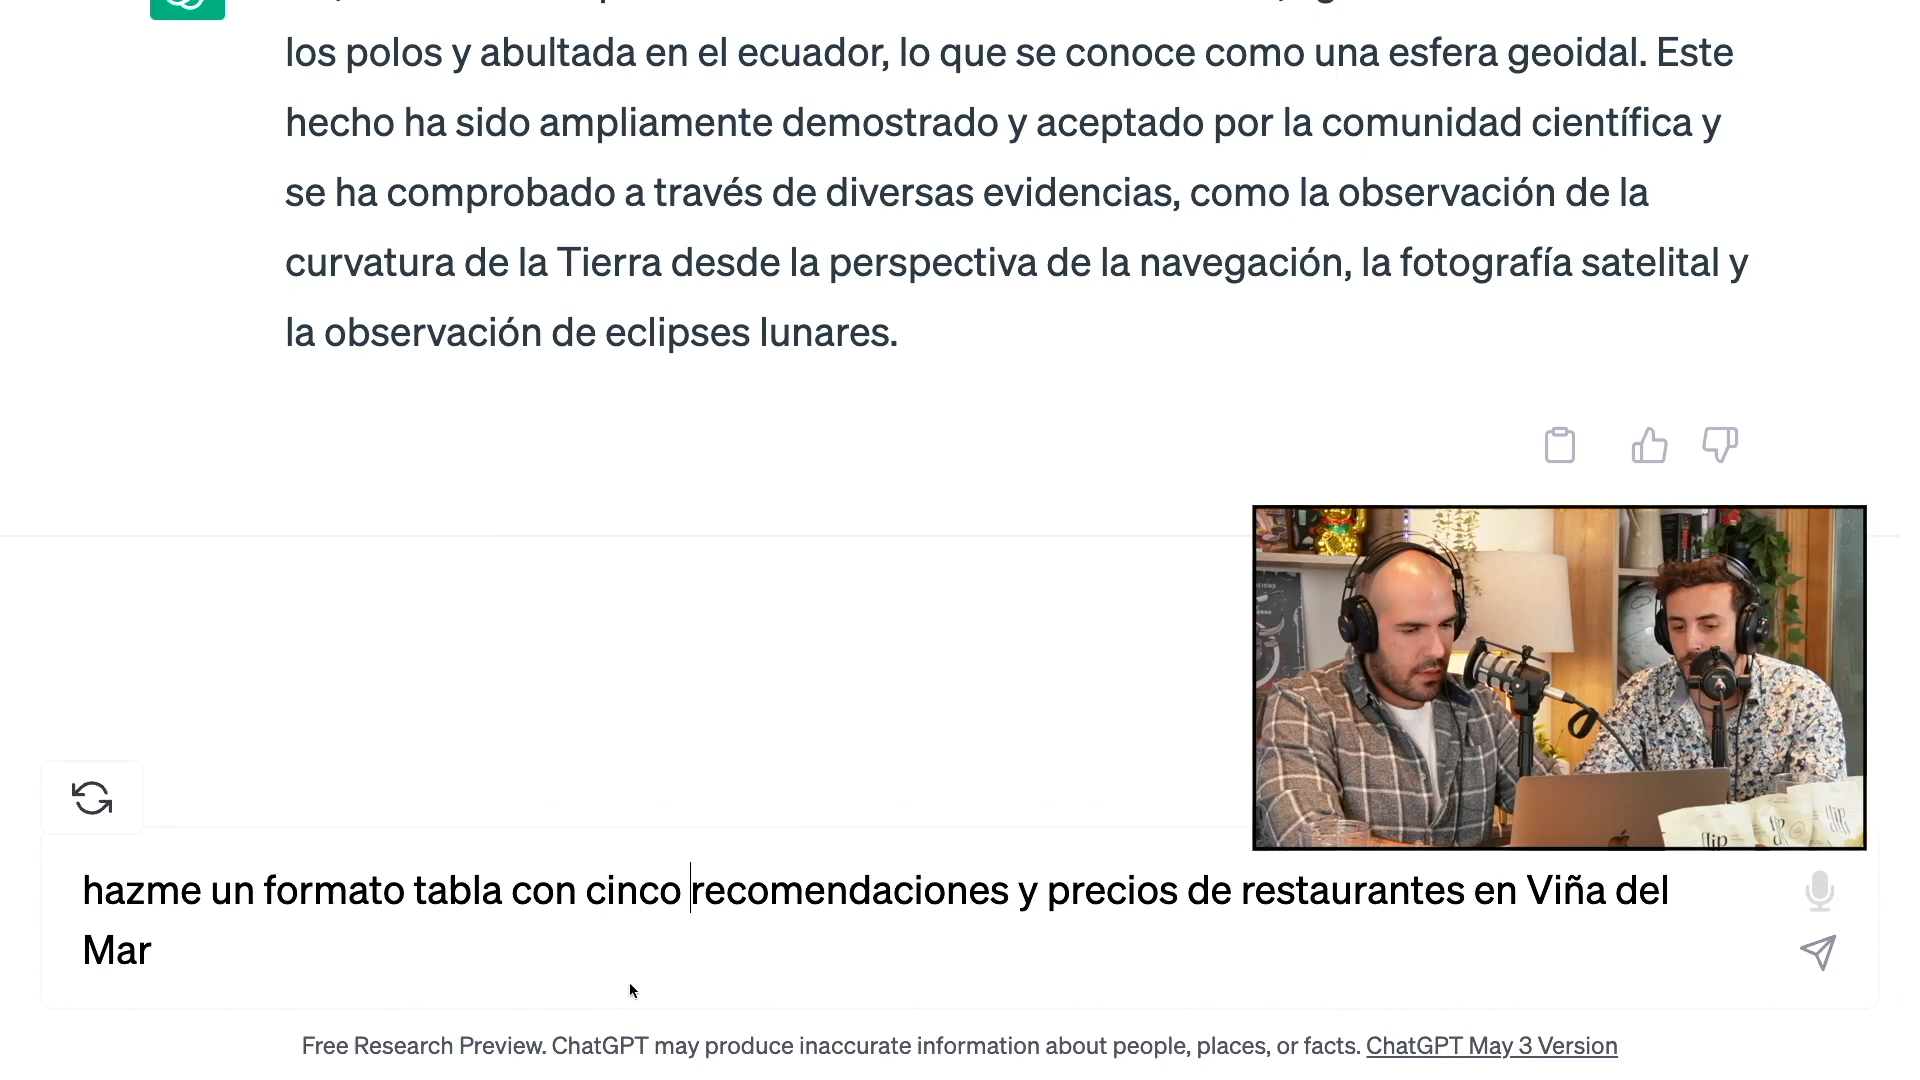 los polos y abultada en el ecuador, lo que se conoce como una esfera geoidal. Este
hecho ha sido ampliamente demostrado y aceptado por la comunidad científica y
se ha comprobado a través de diversas evidencias, como la observación de la
curvatura de la Tierra desde la perspectiva de la navegación, la fotografía satelital y
la observación de eclipses lunares.
hazme un formato tabla con cinco recomendaciones y precios de restaurantes en Viña del
Mar
Free Research Preview. ChatGPT may produce inaccurate information about people, places, or facts. ChatGPT May 3 Version